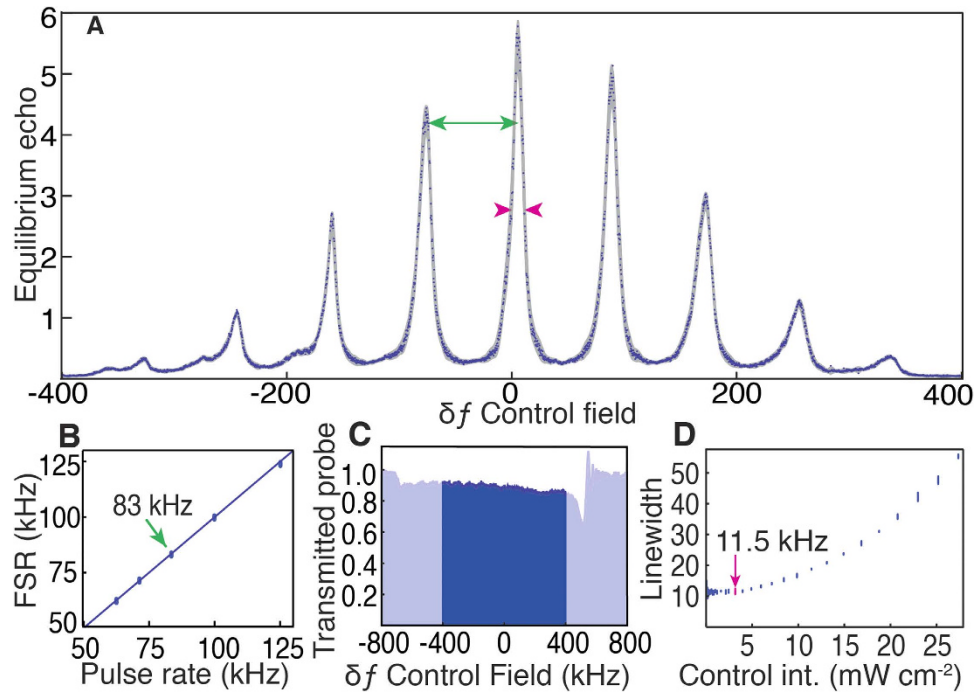 A
Equilibrium echo
6
5
4
3
2
1
-400
-200
0
200
400
δf Control field
B
FSR (kHz)
125
100
75
50
83 kHz
50
75
100
125
Pulse rate (kHz)
C
Transmitted probe
1.0
0.8
0.6
0.4
0.2
-800
-400
0
400
800
δf Control Field (kHz)
D
Linewidth
50
40
30
20
10
11.5 kHz
5
10
15
20
25
Control int. (mW cm-2)